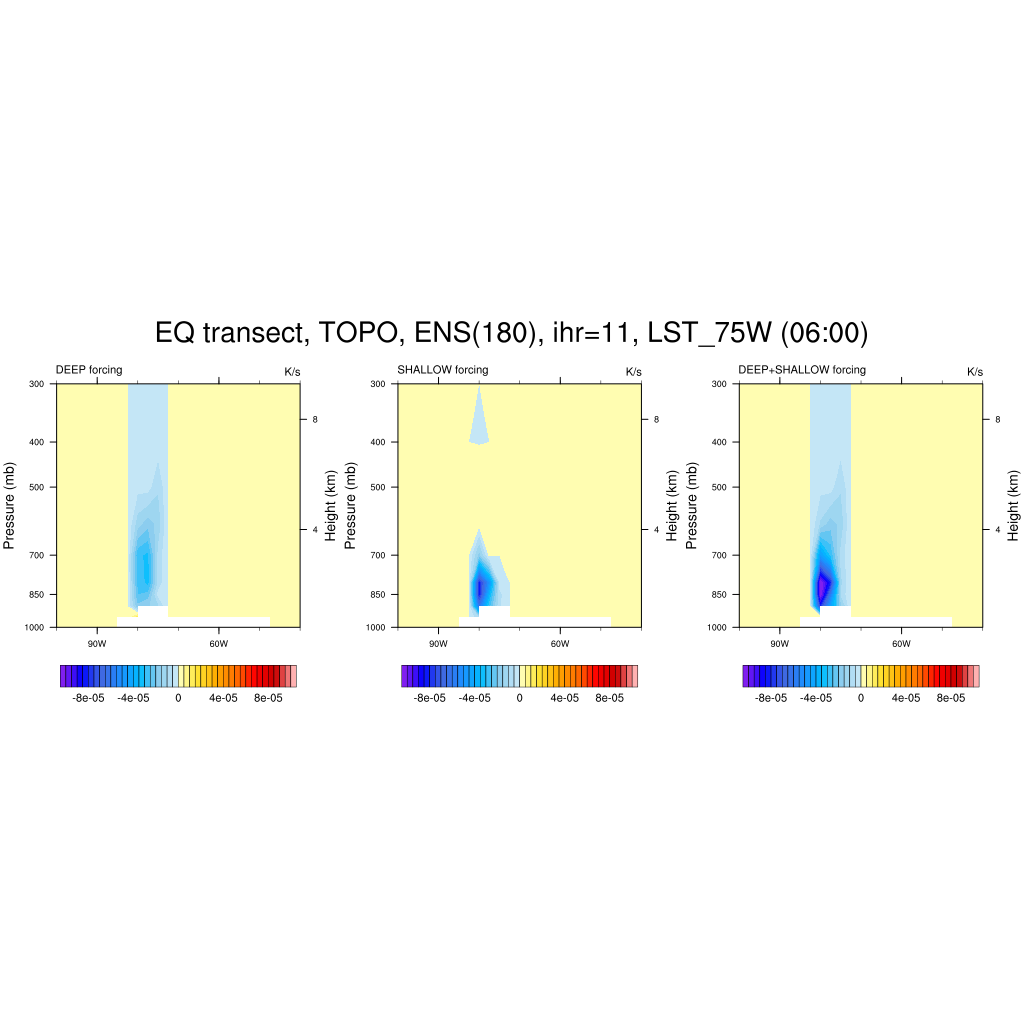 EQ transect, TOPO, ENS(180), ihr=11, LST_75W (06:00)
DEEP forcing K/s
300
400
500
700
850
1000
Pressure (mb)
8
4
Height (km)
90W 60W
-8e-05 -4e-05 0 4e-05 8e-05
SHALLOW forcing K/s
300
400
500
700
850
1000
Pressure (mb)
8
4
Height (km)
90W 60W
-8e-05 -4e-05 0 4e-05 8e-05
DEEP+SHALLOW forcing K/s
300
400
500
700
850
1000
Pressure (mb)
8
4
Height (km)
90W 60W
-8e-05 -4e-05 0 4e-05 8e-05